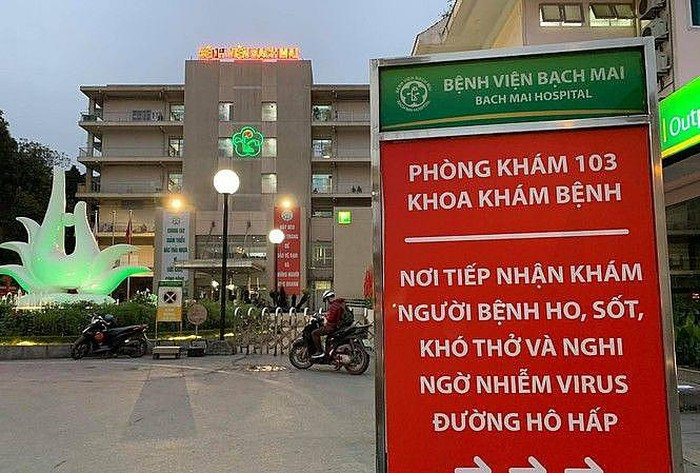 BỆNH VIỆN BẠCH MAI
BỆNH VIỆN BẠCH MAI
BACH MAI HOSPITAL
PHÒNG KHÁM 103
KHOA KHÁM BỆNH
NƠI TIẾP NHẬN KHÁM
NGƯỜI BỆNH HO, SỐT,
KHÓ THỞ VÀ NGHI
NGỜ NHIỄM VIRUS
ĐƯỜNG HÔ HẤP
Outp